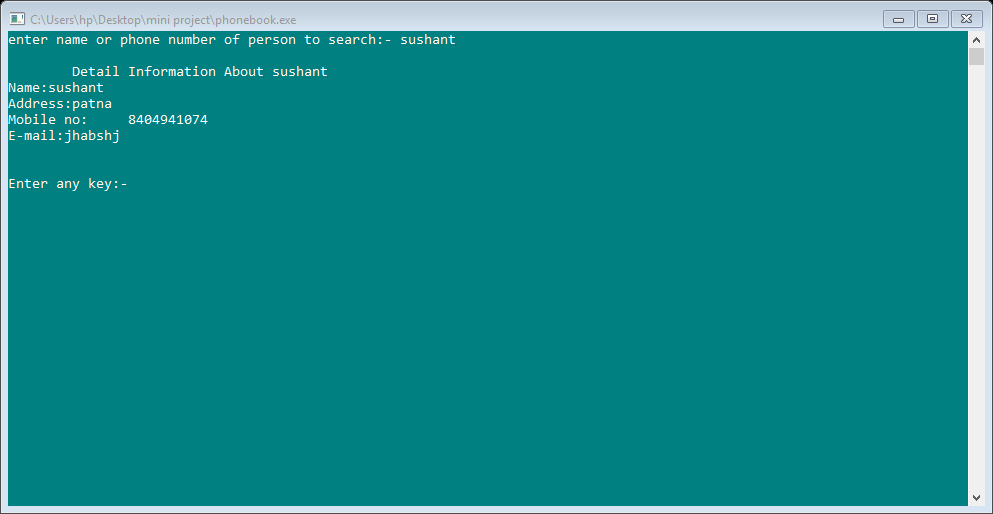 C:\Users\hp\Desktop\mini project\phonebook.exe
enter name or phone number of person to search:- sushant
Detail Information About sushant
Name:sushant
Address:patna
Mobile no: 8404941074
E-mail:jhabshj
Enter any key:-